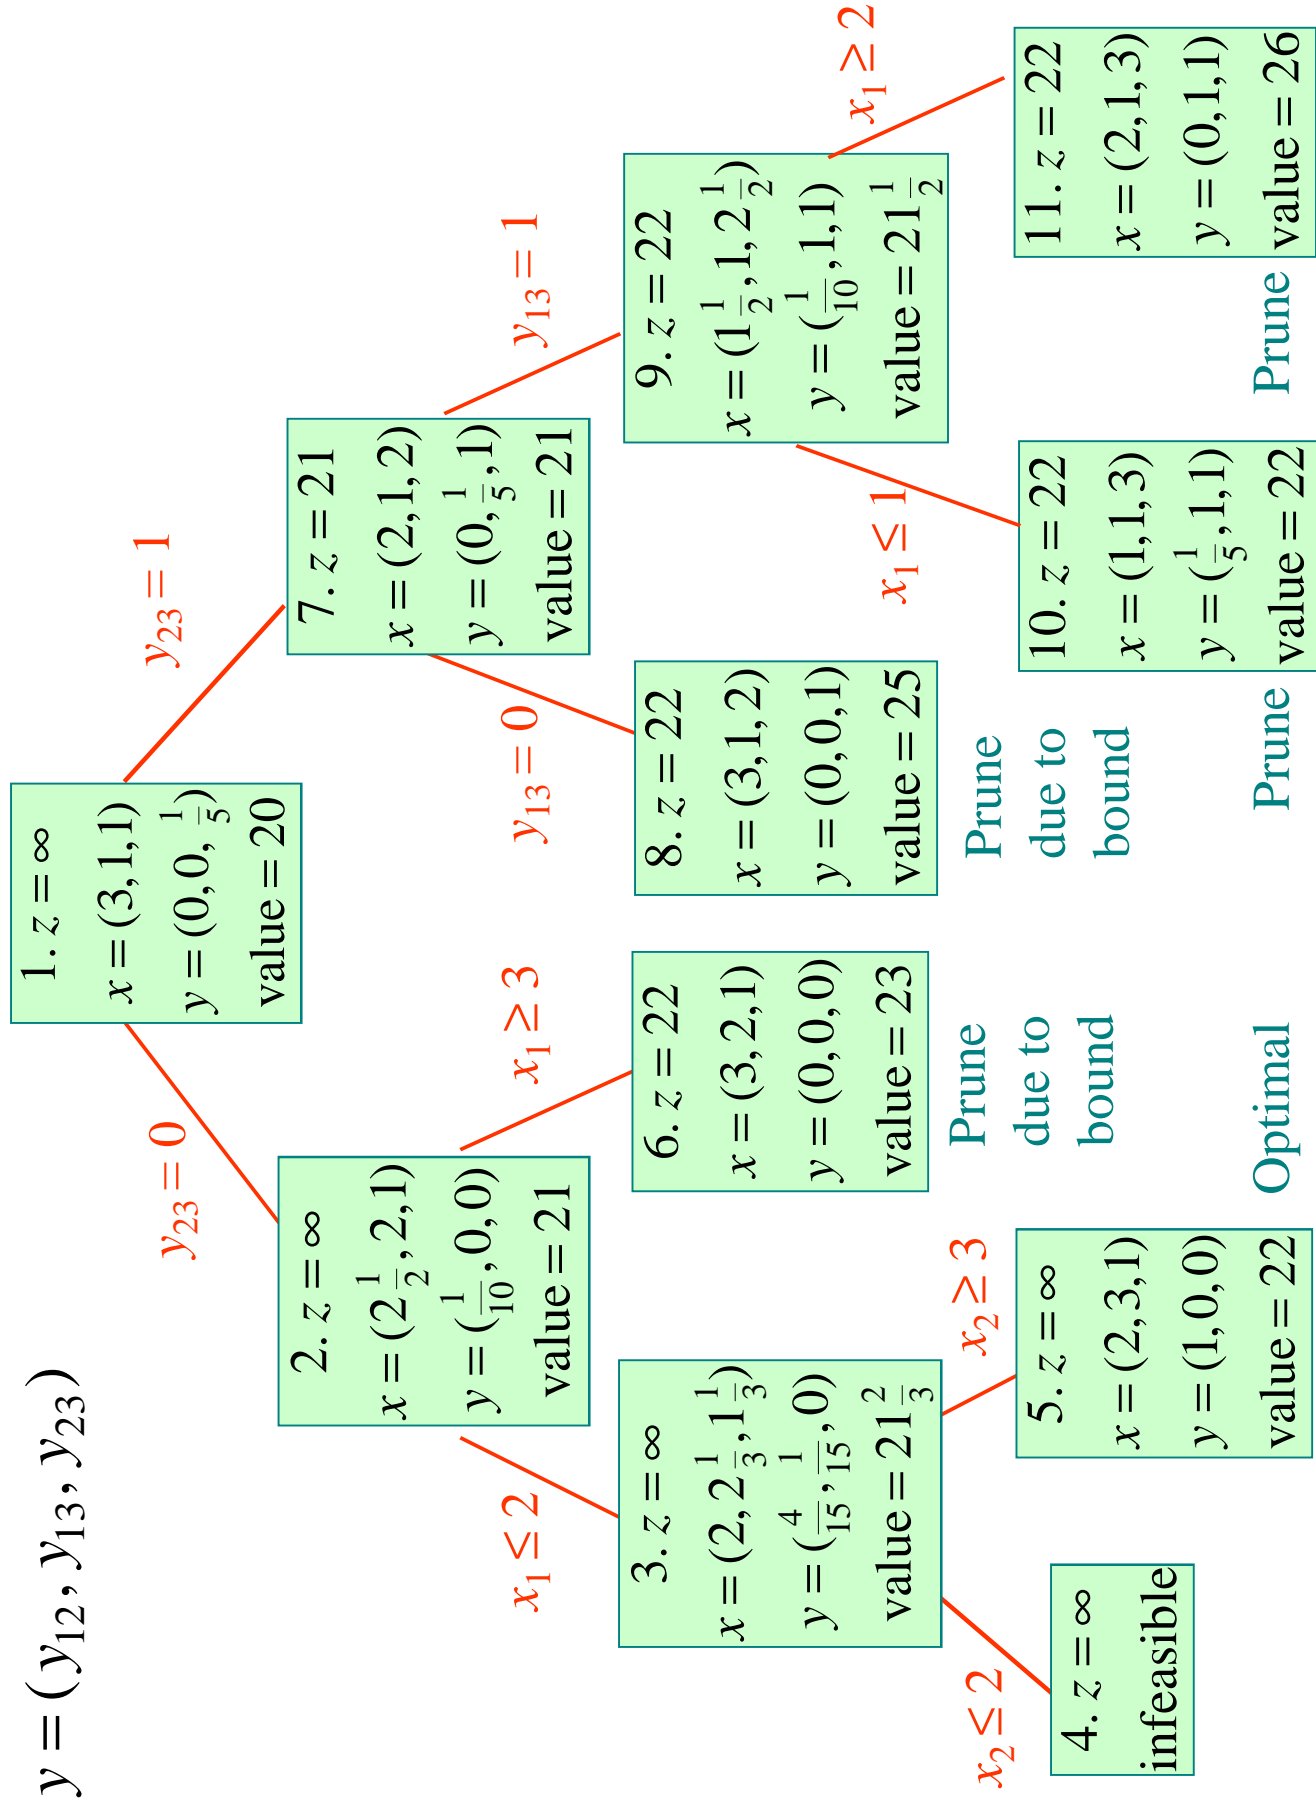 y = (y₁₂, y₁₃, y₂₃)
1. z = ∞
x = (3,1,1)
y = (0,0,1/5)
value = 20
y₂₃ = 0
y₂₃ = 1
2. z = ∞
x = (2 1/2, 2, 1)
y = (1/10, 0, 0)
value = 21
7. z = 21
x = (2,1,2)
y = (0, 1/5, 1)
value = 21
x₁ ≤ 2
x₁ ≥ 3
y₁₃ = 0
y₁₃ = 1
3. z = ∞
x = (2, 2 1/3, 1 1/3)
y = (4/15, 1/15, 0)
value = 21 2/3
6. z = 22
x = (3,2,1)
y = (0,0,0)
value = 23
8. z = 22
x = (3,1,2)
y = (0,0,1)
value = 25
9. z = 22
x = (1 1/2, 1, 2 1/2)
y = (1/10, 1, 1)
value = 21 1/2
Prune
due to
bound
Prune
due to
bound
x₂ ≤ 2
x₂ ≥ 3
x₁ ≤ 1
x₁ ≥ 2
4. z = ∞
infeasible
5. z = ∞
x = (2,3,1)
y = (1,0,0)
value = 22
Optimal
Prune
10. z = 22
x = (1,1,3)
y = (1/5, 1, 1)
value = 22
Prune
11. z = 22
x = (2,1,3)
y = (0,1,1)
value = 26